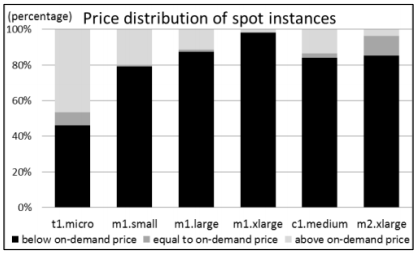 (percentage) Price distribution of spot instances
100%
80%
60%
40%
20%
0%
t1.micro m1.small m1.large m1.xlarge c1.medium m2.xlarge
below on-demand price equal to on-demand price above on-demand price